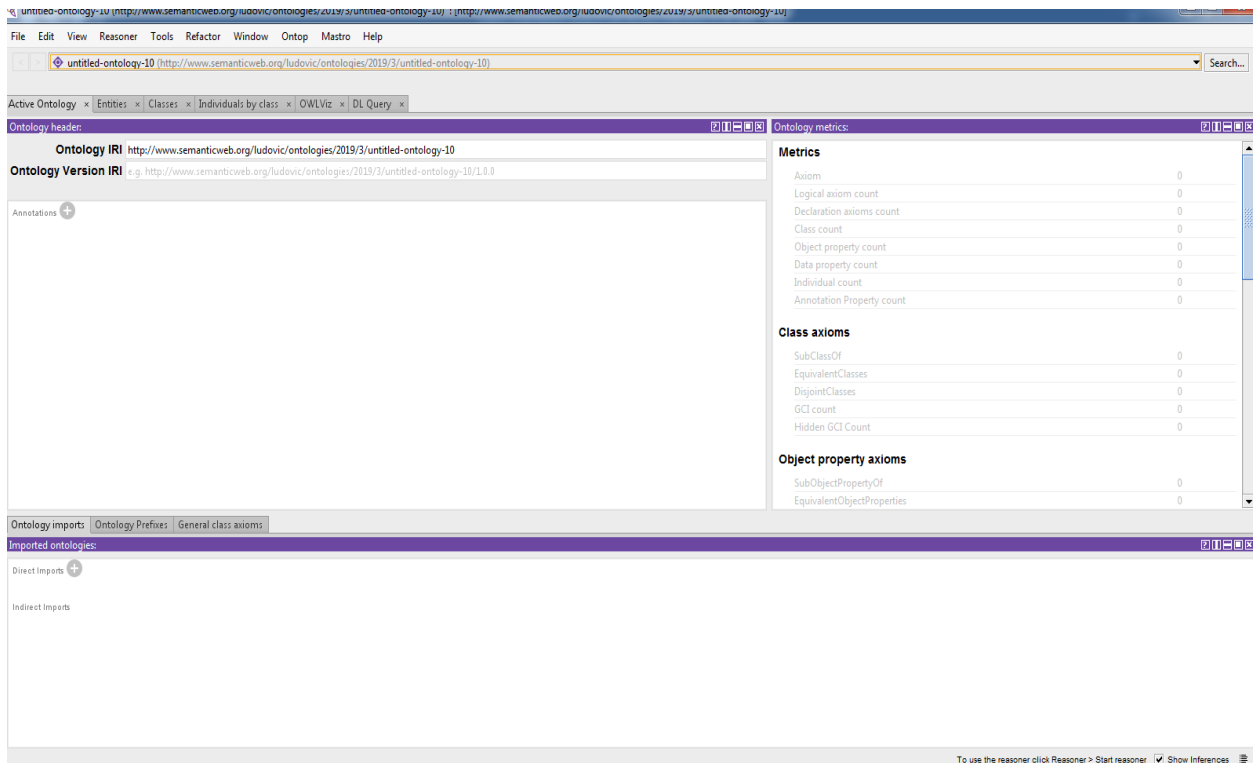 untitled-ontology-10 (http://www.semanticweb.org/ludovic/ontologies/2019/3/untitled-ontology-10) : [http://www.semanticweb.org/ludovic/ontologies/2019/3/untitled-ontology-10]
File Edit View Reasoner Tools Refactor Window Ontop Mastro Help
untitled-ontology-10 (http://www.semanticweb.org/ludovic/ontologies/2019/3/untitled-ontology-10) Search...
Active Ontology × Entities × Classes × Individuals by class × OWLViz × DL Query ×
Ontology header:
Ontology IRI http://www.semanticweb.org/ludovic/ontologies/2019/3/untitled-ontology-10
Ontology Version IRI e.g. http://www.semanticweb.org/ludovic/ontologies/2019/3/untitled-ontology-10/1.0.0
Annotations
Ontology metrics:
Metrics
Axiom 0
Logical axiom count 0
Declaration axioms count 0
Class count 0
Object property count 0
Data property count 0
Individual count 0
Annotation Property count 0
Class axioms
SubClassOf 0
EquivalentClasses 0
DisjointClasses 0
GCI count 0
Hidden GCI Count 0
Object property axioms
SubObjectPropertyOf 0
EquivalentObjectProperties 0
Ontology imports Ontology Prefixes General class axioms
Imported ontologies:
Direct Imports
Indirect Imports
To use the reasoner click Reasoner > Start reasoner Show Inferences